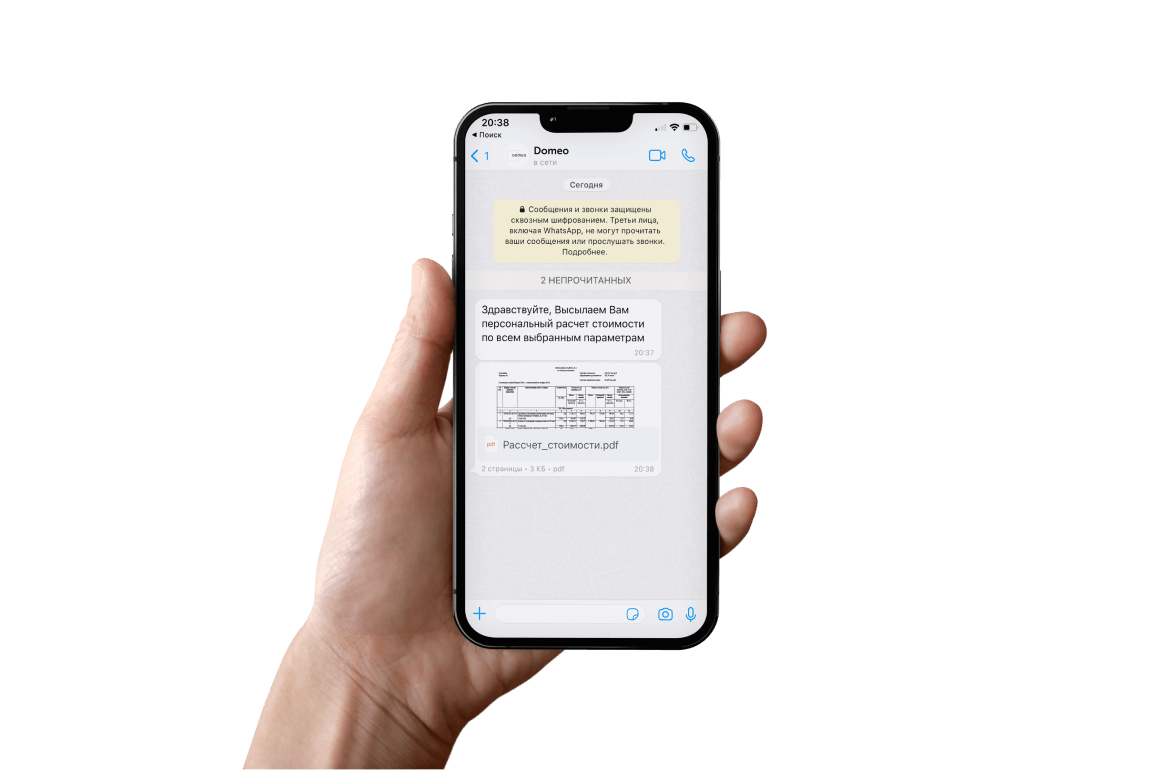 20:38
Поиск
1
DOMEO
Domeo
в сети
Сегодня
Сообщения и звонки защищены
сквозным шифрованием. Третьи лица,
включая WhatsApp, не могут прочитать
ваши сообщения или прослушать звонки.
Подробнее.
2 НЕПРОЧИТАННЫХ
Здравствуйте, Высылаем Вам
персональный расчет стоимости
по всем выбранным параметрам
20:37
pdf
Рассчет_стоимости.pdf
2 страницы • 3 КБ • pdf
20:38